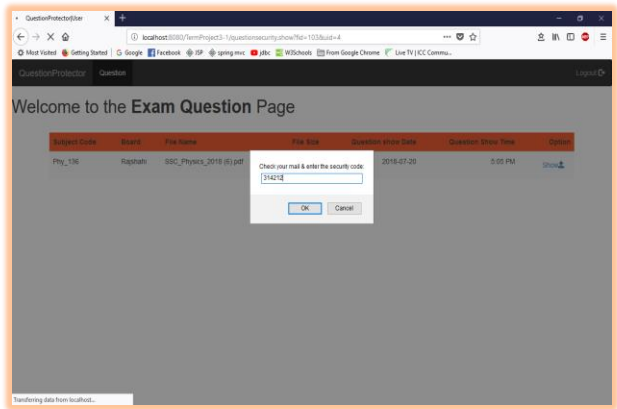 QuestionProtector|User
localhost:8080/TermProject3-1/questionsecurity.show?fid=103&uid=4
Most Visited Getting Started Google Facebook JSP spring mvc jdbc W3Schools From Google Chrome Live TV | ICC Commu...
QuestionProtector Question Logout
Welcome to the Exam Question Page
Subject Code Board File Name File Size Question Show Date Question Show Time Option
Phy_136 Rajshahi SSC_Physics_2018 (6).pdf 2018-07-20 5:05 PM Show
Check your mail & enter the security code:
314212
OK Cancel
Transferring data from localhost...